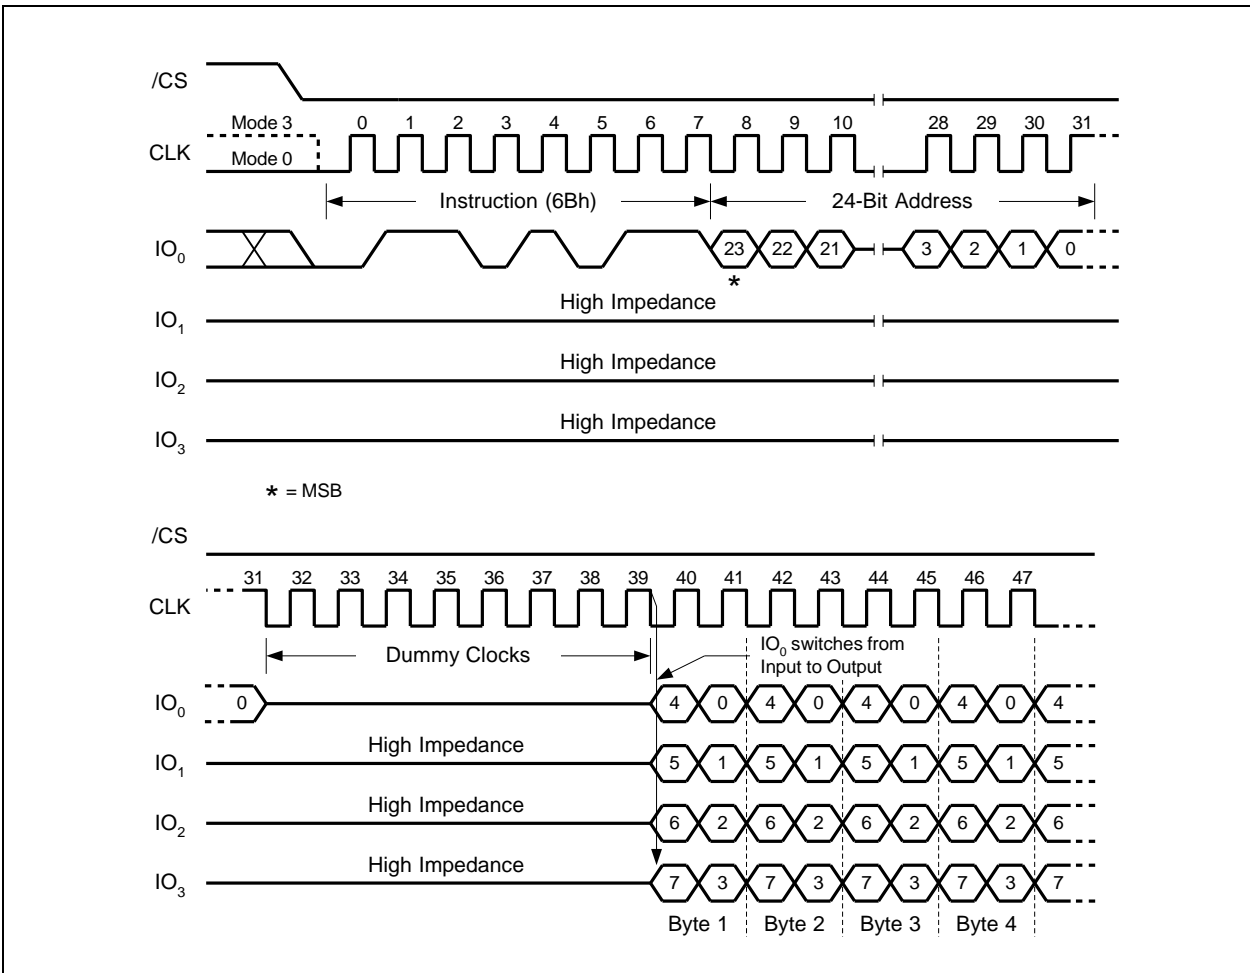 /CS
Mode 3 0 1 2 3 4 5 6 7 8 9 10 28 29 30 31
CLK
Mode 0
Instruction (6Bh) 24-Bit Address
IO0 23 22 21 3 2 1 0
*
High Impedance
IO1
High Impedance
IO2
High Impedance
IO3
* = MSB
/CS
31 32 33 34 35 36 37 38 39 40 41 42 43 44 45 46 47
CLK
Dummy Clocks
IO0 switches from
Input to Output
IO0 0 4 0 4 0 4 0 4 0 4
High Impedance
IO1 5 1 5 1 5 1 5 1 5
High Impedance
IO2 6 2 6 2 6 2 6 2 6
High Impedance
IO3 7 3 7 3 7 3 7 3 7
Byte 1 Byte 2 Byte 3 Byte 4